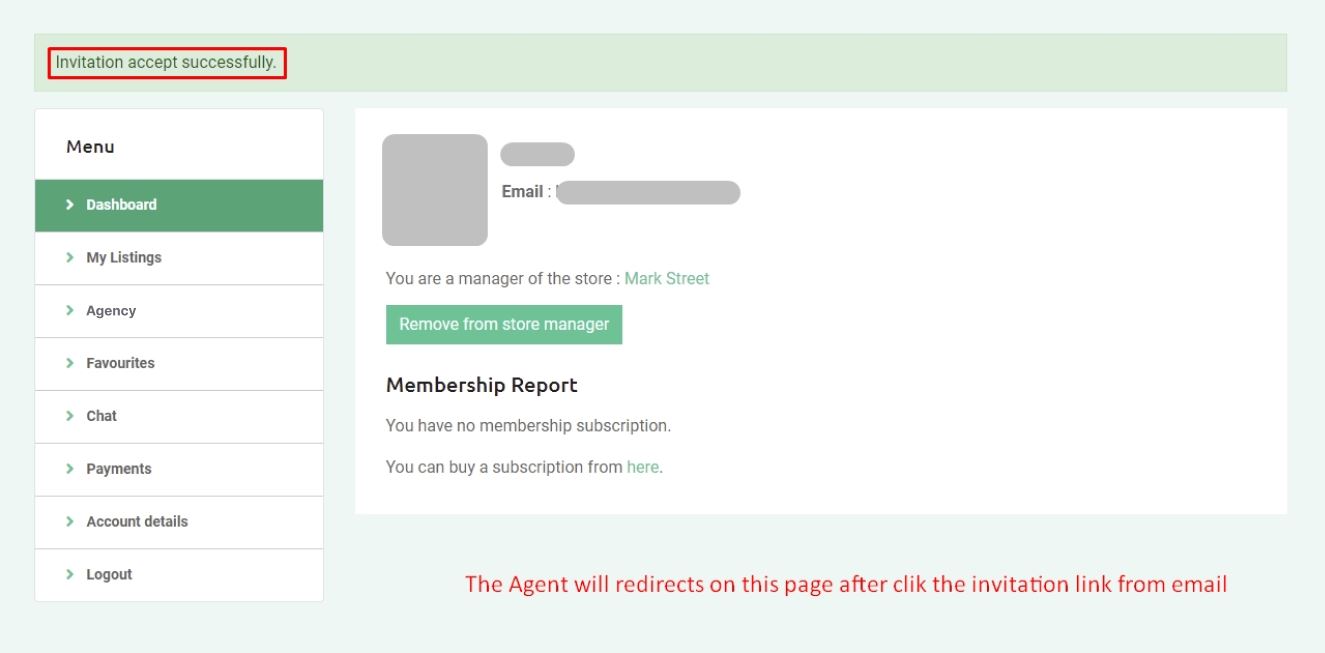 Invitation accept successfully.
Menu
Dashboard
My Listings
Agency
Favourites
Chat
Payments
Account details
Logout
Email :
You are a manager of the store : Mark Street
Remove from store manager
Membership Report
You have no membership subscription.
You can buy a subscription from here.
The Agent will redirects on this page after clik the invitation link from email